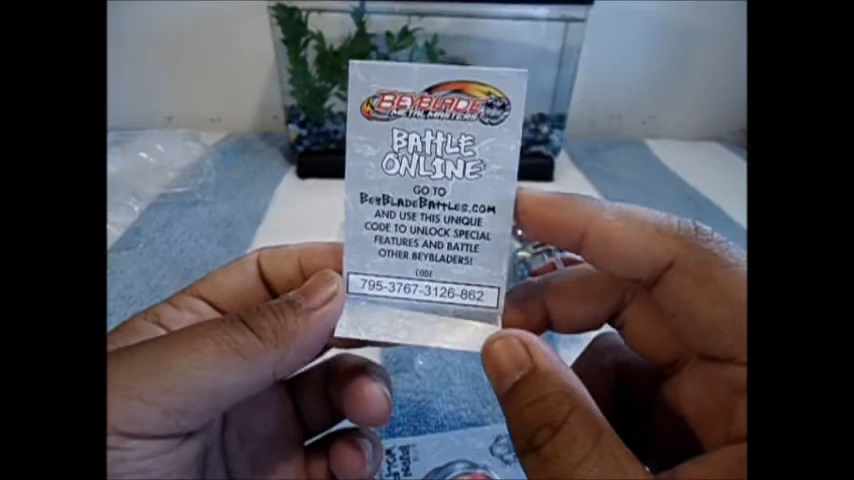 BEYBLADE
METAL MASTERS
BATTLE
ONLINE
GO TO
BEYBLADEBATTLES.COM
AND USE THIS UNIQUE
CODE TO UNLOCK SPECIAL
FEATURES AND BATTLE
OTHER BEYBLADERS!
CODE
795-3767-3126-862